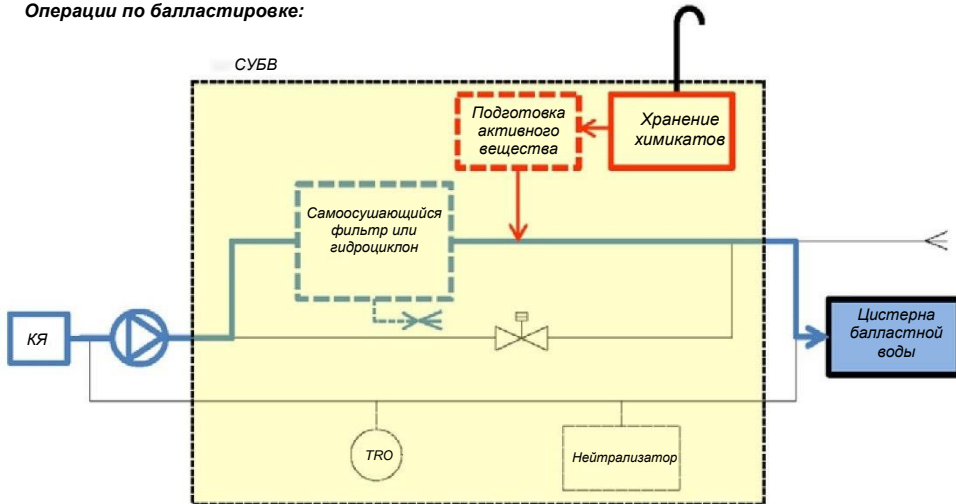 Операции по балластировке:
СУБВ
Подготовка
активного
вещества
Хранение
химикатов
Самоосушающийся
фильтр или
гидроциклон
КЯ
Цистерна
балластной
воды
TRO
Нейтрализатор